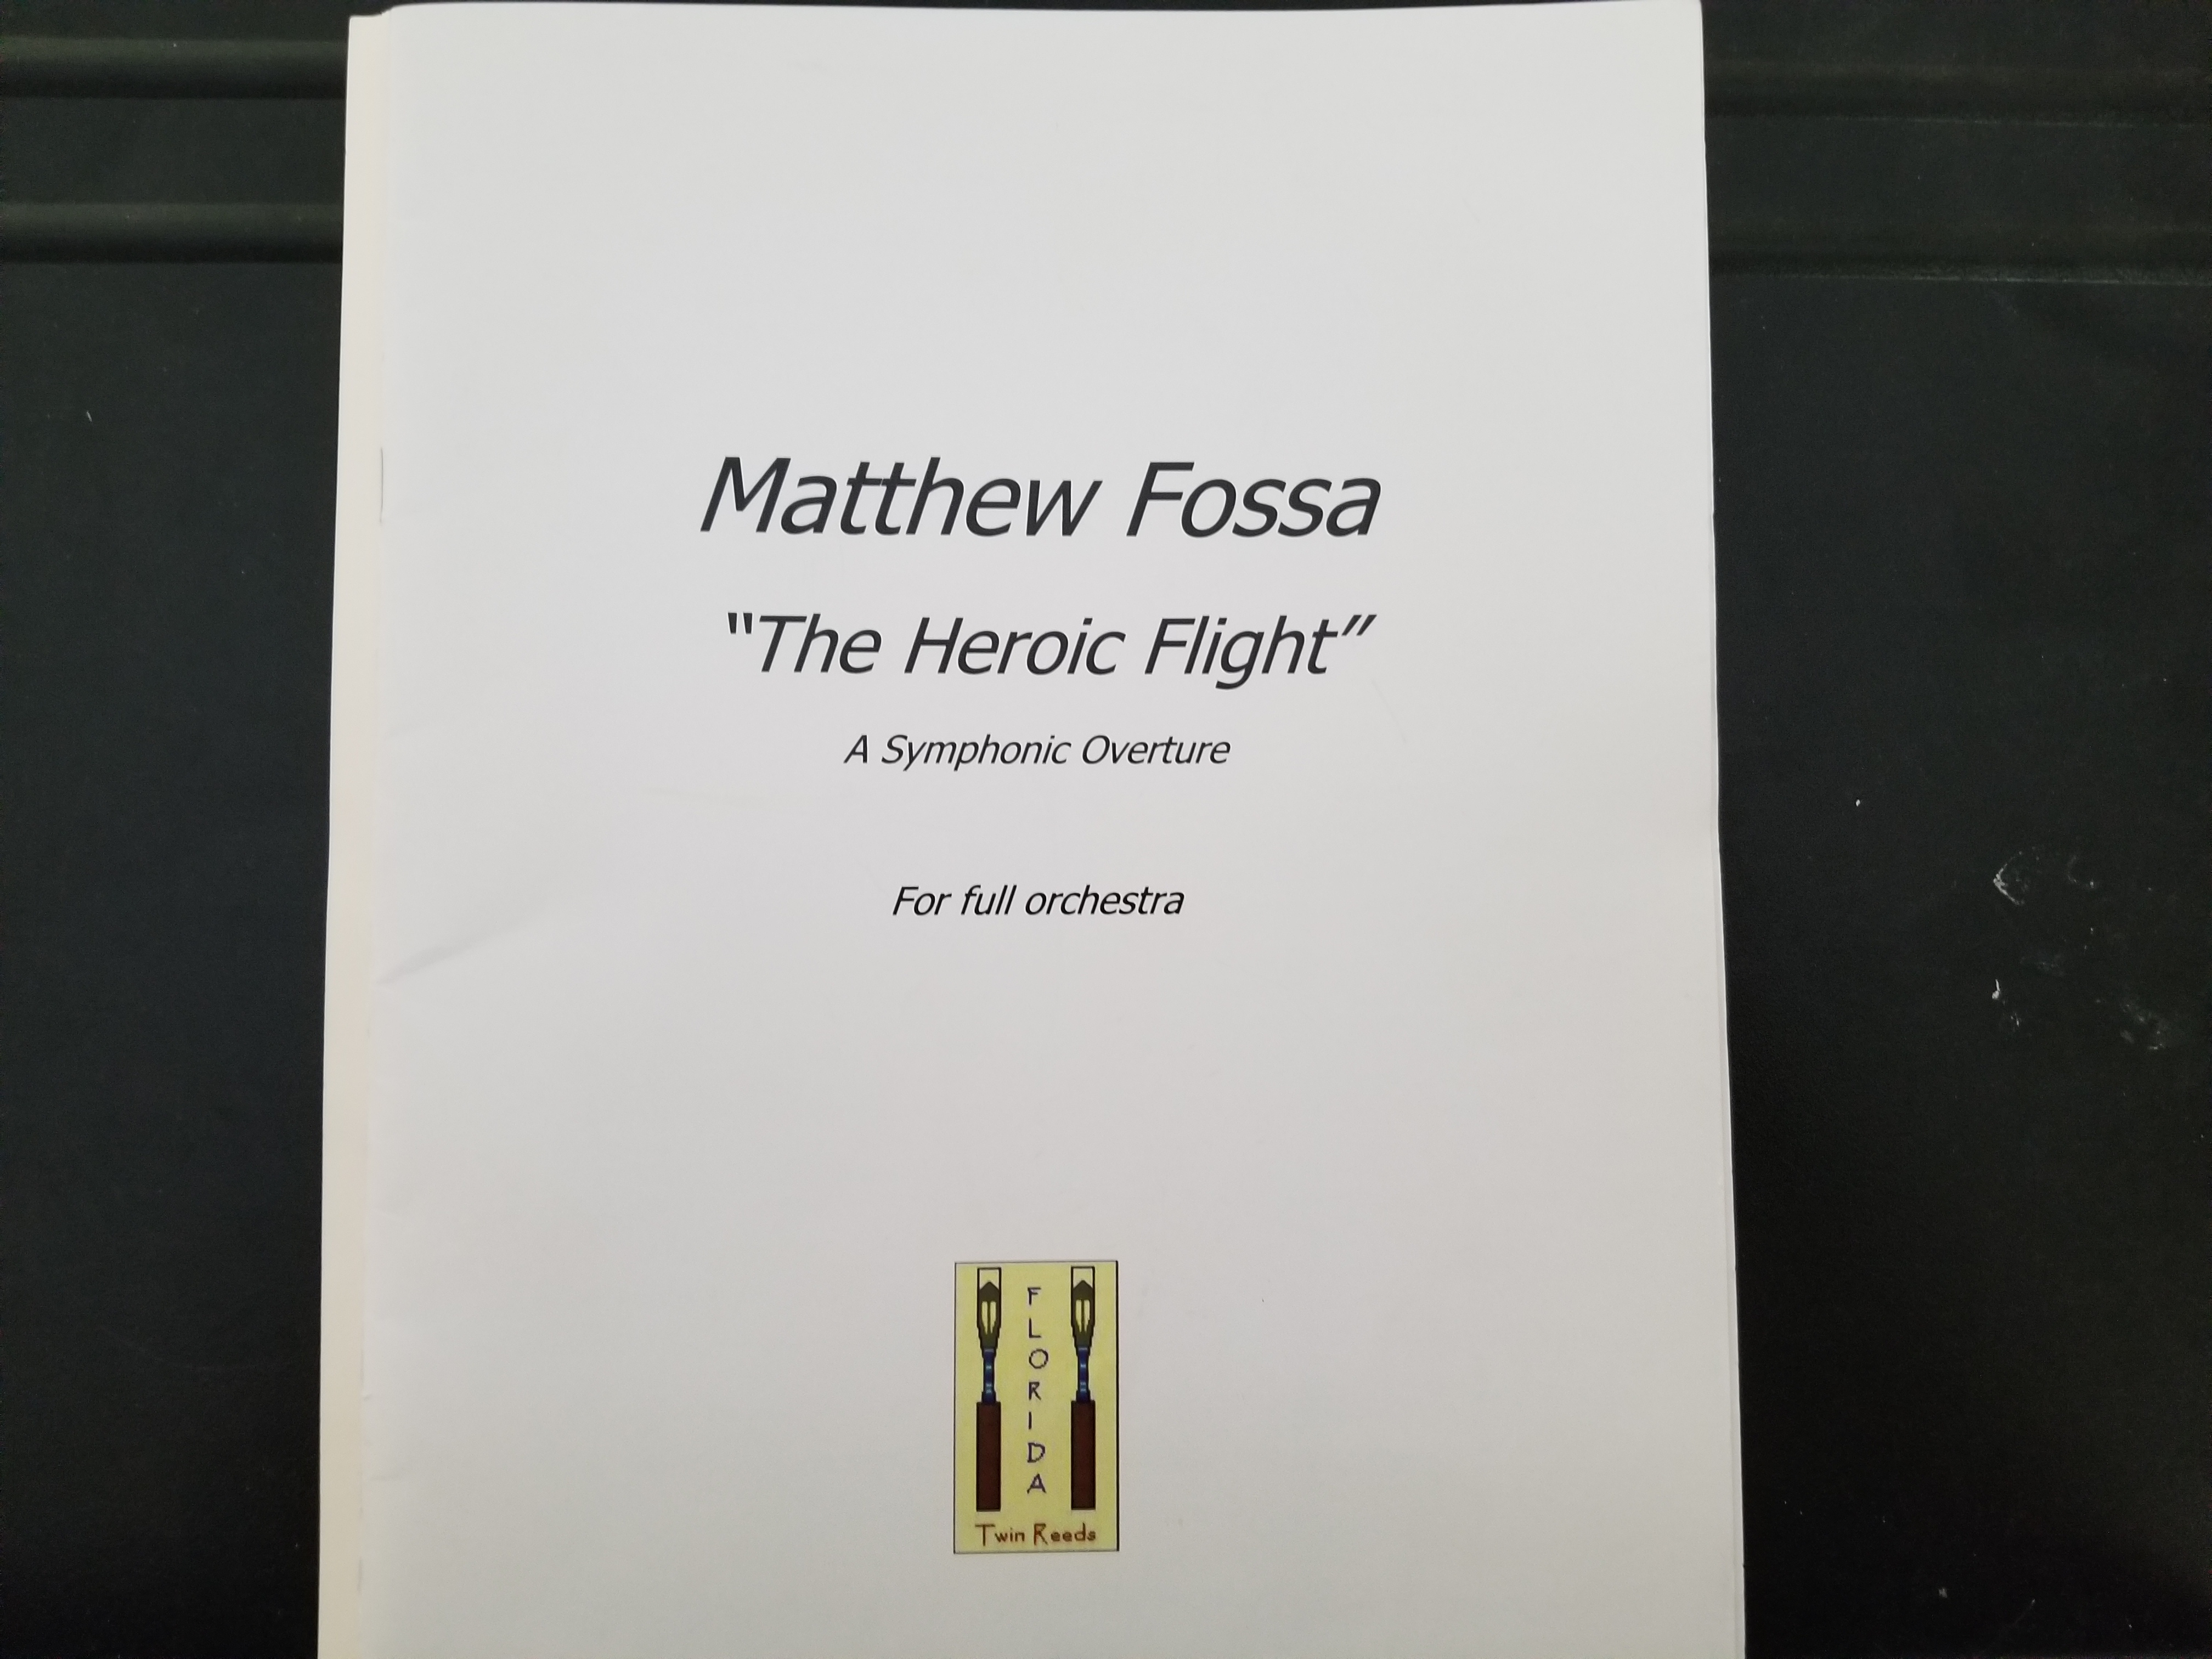 Matthew Fossa
“The Heroic Flight”
A Symphonic Overture
For full orchestra
FLORIDA
Twin Reeds